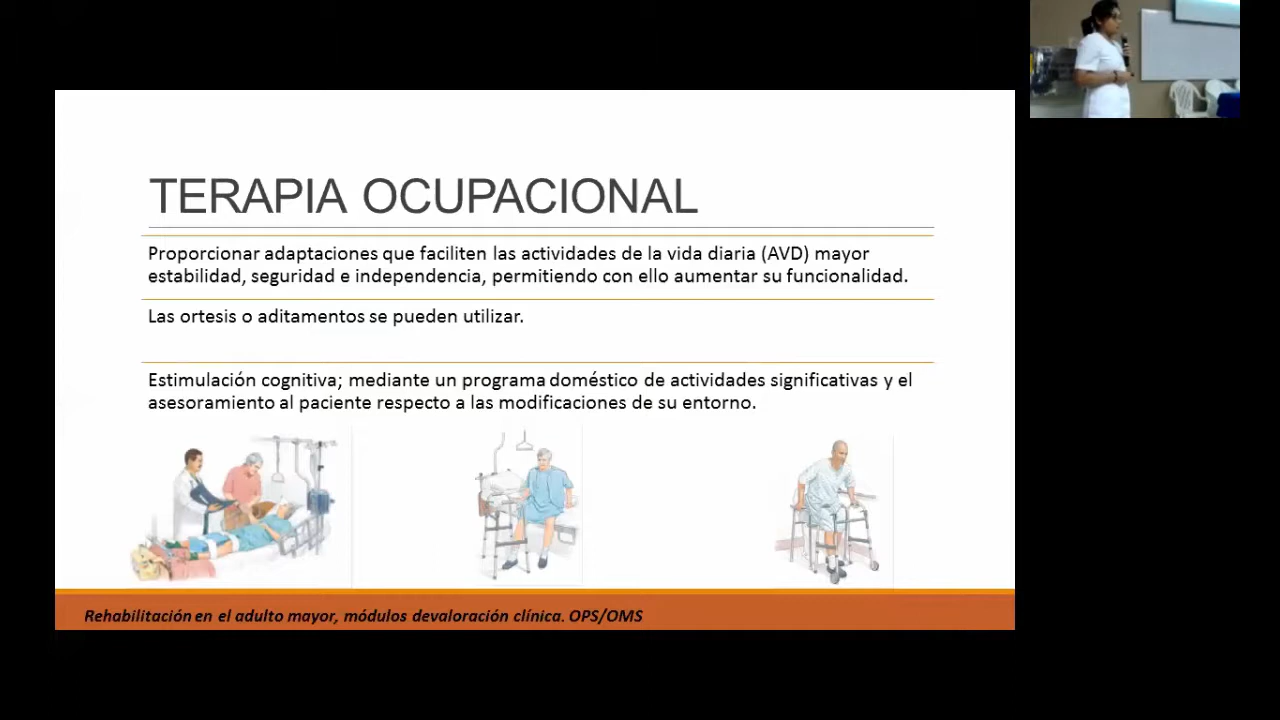 TERAPIA OCUPACIONAL
Proporcionar adaptaciones que faciliten las actividades de la vida diaria (AVD) mayor
estabilidad, seguridad e independencia, permitiendo con ello aumentar su funcionalidad.
Las ortesis o aditamentos se pueden utilizar.
Estimulación cognitiva; mediante un programa doméstico de actividades significativas y el
asesoramiento al paciente respecto a las modificaciones de su entorno.
Rehabilitación en el adulto mayor, módulos devaloración clínica. OPS/OMS